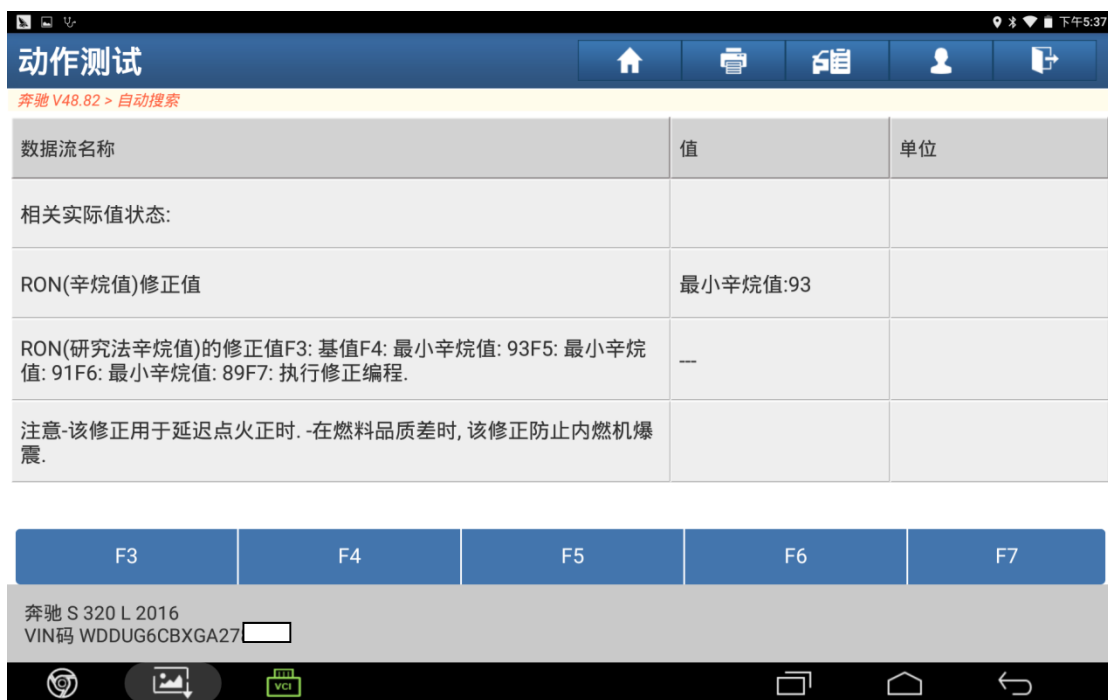 下午5:37
动作测试
奔驰 V48.82 > 自动搜索
数据流名称 值 单位
相关实际值状态:
RON(辛烷值)修正值 最小辛烷值:93
RON(研究法辛烷值)的修正值F3: 基值F4: 最小辛烷值: 93F5: 最小辛烷
值: 91F6: 最小辛烷值: 89F7: 执行修正编程. ---
注意-该修正用于延迟点火正时. -在燃料品质差时, 该修正防止内燃机爆
震.
F3 F4 F5 F6 F7
奔驰 S 320 L 2016
VIN码 WDDUG6CBXGA27
VCI